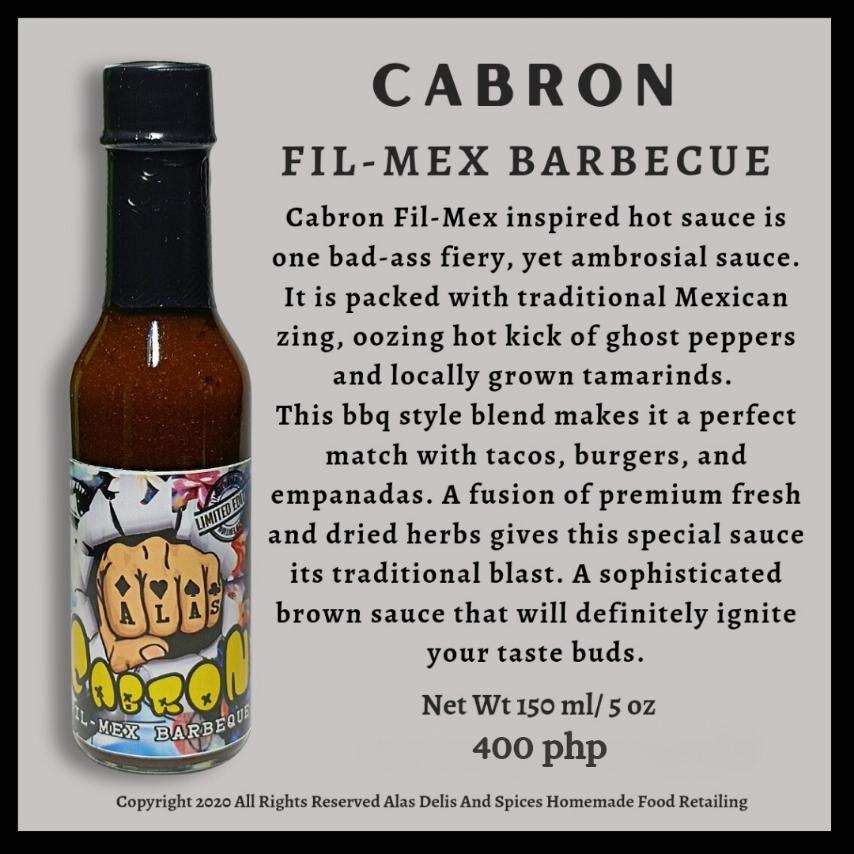 CABRON
FIL-MEX BARBECUE
Cabron Fil-Mex inspired hot sauce is
one bad-ass fiery, yet ambrosial sauce.
It is packed with traditional Mexican
zing, oozing hot kick of ghost peppers
and locally grown tamarinds.
This bbq style blend makes it a perfect
match with tacos, burgers, and
empanadas. A fusion of premium fresh
and dried herbs gives this special sauce
its traditional blast. A sophisticated
brown sauce that will definitely ignite
your taste buds.
Net Wt 150 ml/ 5 oz
400 php
LIMITED
ALAS
CABRON
IL-MEX BARBEQUE
Copyright 2020 All Rights Reserved Alas Delis And Spices Homemade Food Retailing